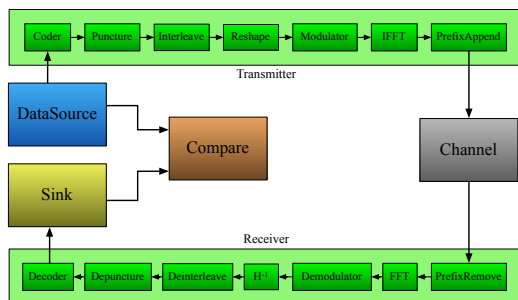 Coder Puncture Interleave Reshape Modulator IFFT PrefixAppend
Transmitter
DataSource
Compare
Channel
Sink
Receiver
Decoder Depuncture Deinterleave H⁻¹ Demodulator FFT PrefixRemove